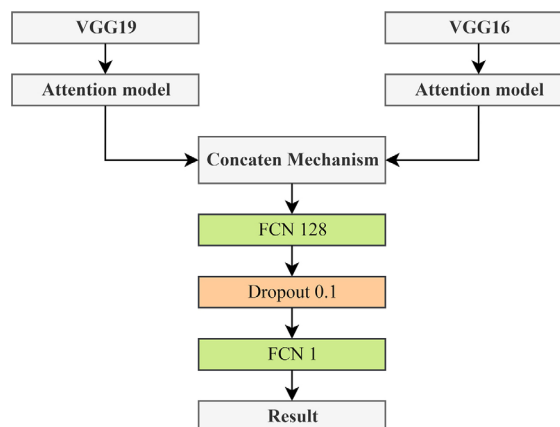 VGG19
VGG16
Attention model
Attention model
Concaten Mechanism
FCN 128
Dropout 0.1
FCN 1
Result